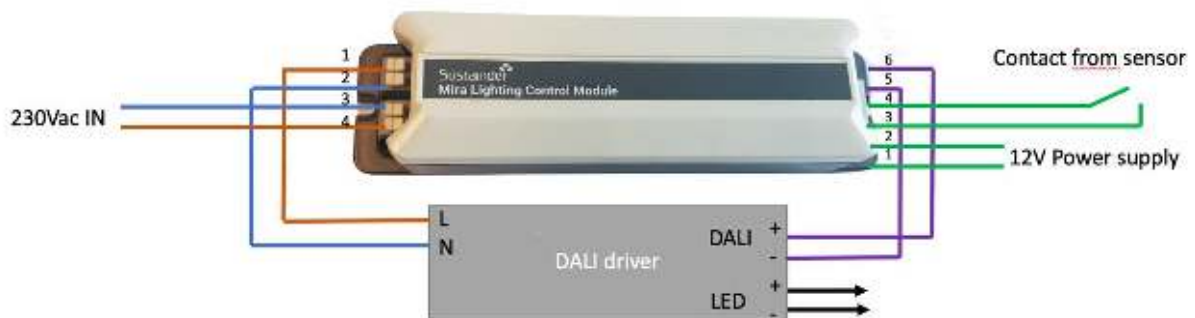 1
2
3
4
230Vac IN
Sustainder
Mira Lighting Control Module
6
5
4
3
2
1
Contact from sensor
12V Power supply
L
N
DALI driver
DALI
+
-
LED
+
-